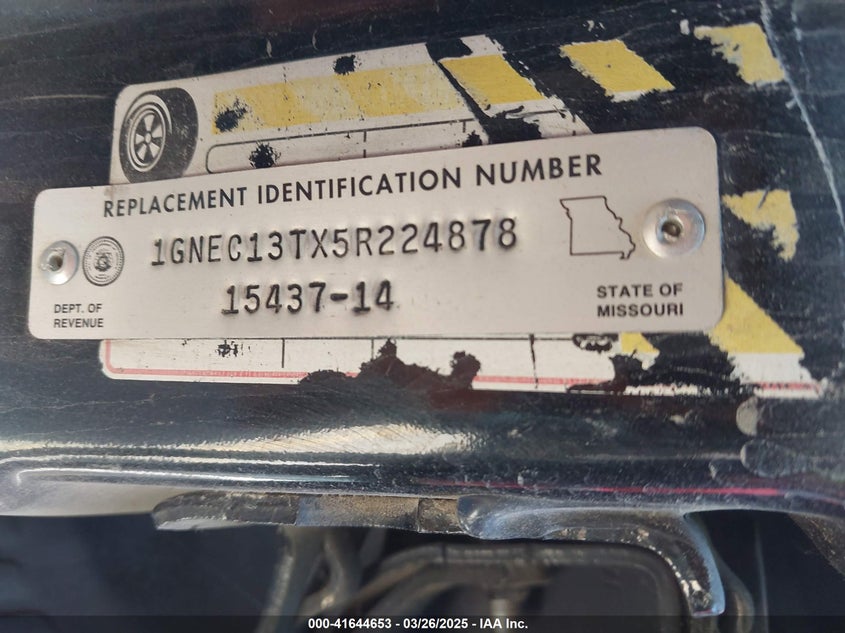 REPLACEMENT IDENTIFICATION NUMBER
1GNEC13TX5R224878
15437-14
DEPT. OF
REVENUE
STATE OF
MISSOURI
000-41644653 - 03/26/2025 - IAA Inc.